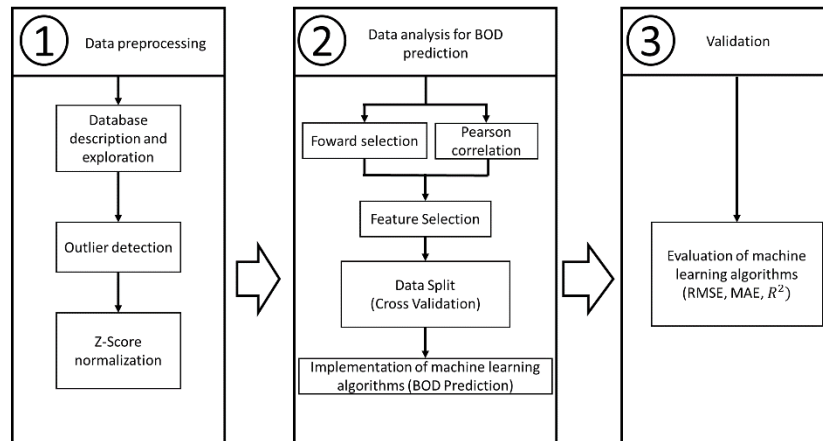 1
Data preprocessing
Database
description and
exploration
Outlier detection
Z-Score
normalization
2
Data analysis for BOD
prediction
Foward selection
Pearson
correlation
Feature Selection
Data Split
(Cross Validation)
Implementation of machine learning
algorithms (BOD Prediction)
3
Validation
Evaluation of machine
learning algorithms
(RMSE, MAE, R²)